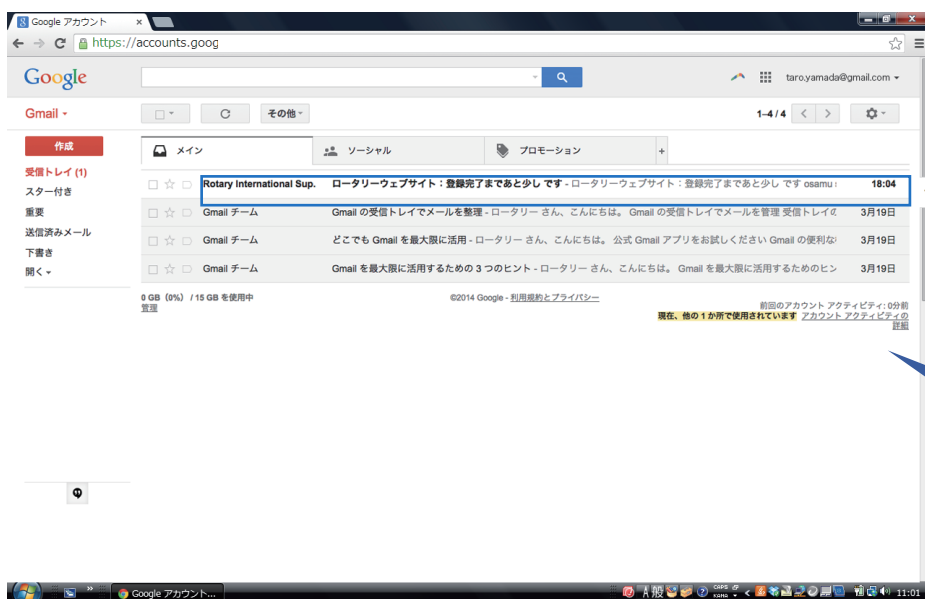 Google アカウント
https://accounts.goog
Google
taro.yamada@gmail.com
Gmail
その他
1–4 / 4
作成
メイン
ソーシャル
プロモーション
+
受信トレイ (1)
スター付き
重要
送信済みメール
下書き
開く
Rotary International Sup. ロータリーウェブサイト：登録完了まであと少し です - ロータリーウェブサイト：登録完了まであと少し です osamu 18:04
Gmail チーム Gmail の受信トレイでメールを整理 - ロータリー さん、こんにちは。 Gmail の受信トレイでメールを管理 受信トレイの 3月19日
Gmail チーム どこでも Gmail を最大限に活用 - ロータリー さん、こんにちは。 公式 Gmail アプリをお試しください Gmail の便利な 3月19日
Gmail チーム Gmail を最大限に活用するための 3 つのヒント - ロータリー さん、こんにちは。 Gmail を最大限に活用するためのヒン 3月19日
0 GB（0%）/ 15 GB を使用中
管理
©2014 Google - 利用規約とプライバシー
前回のアカウント アクティビティ: 0分前
現在、他の 1 か所で使用されています アカウント アクティビティの
詳細
Google アカウント...
A 般
CAPS
KANA
11:01